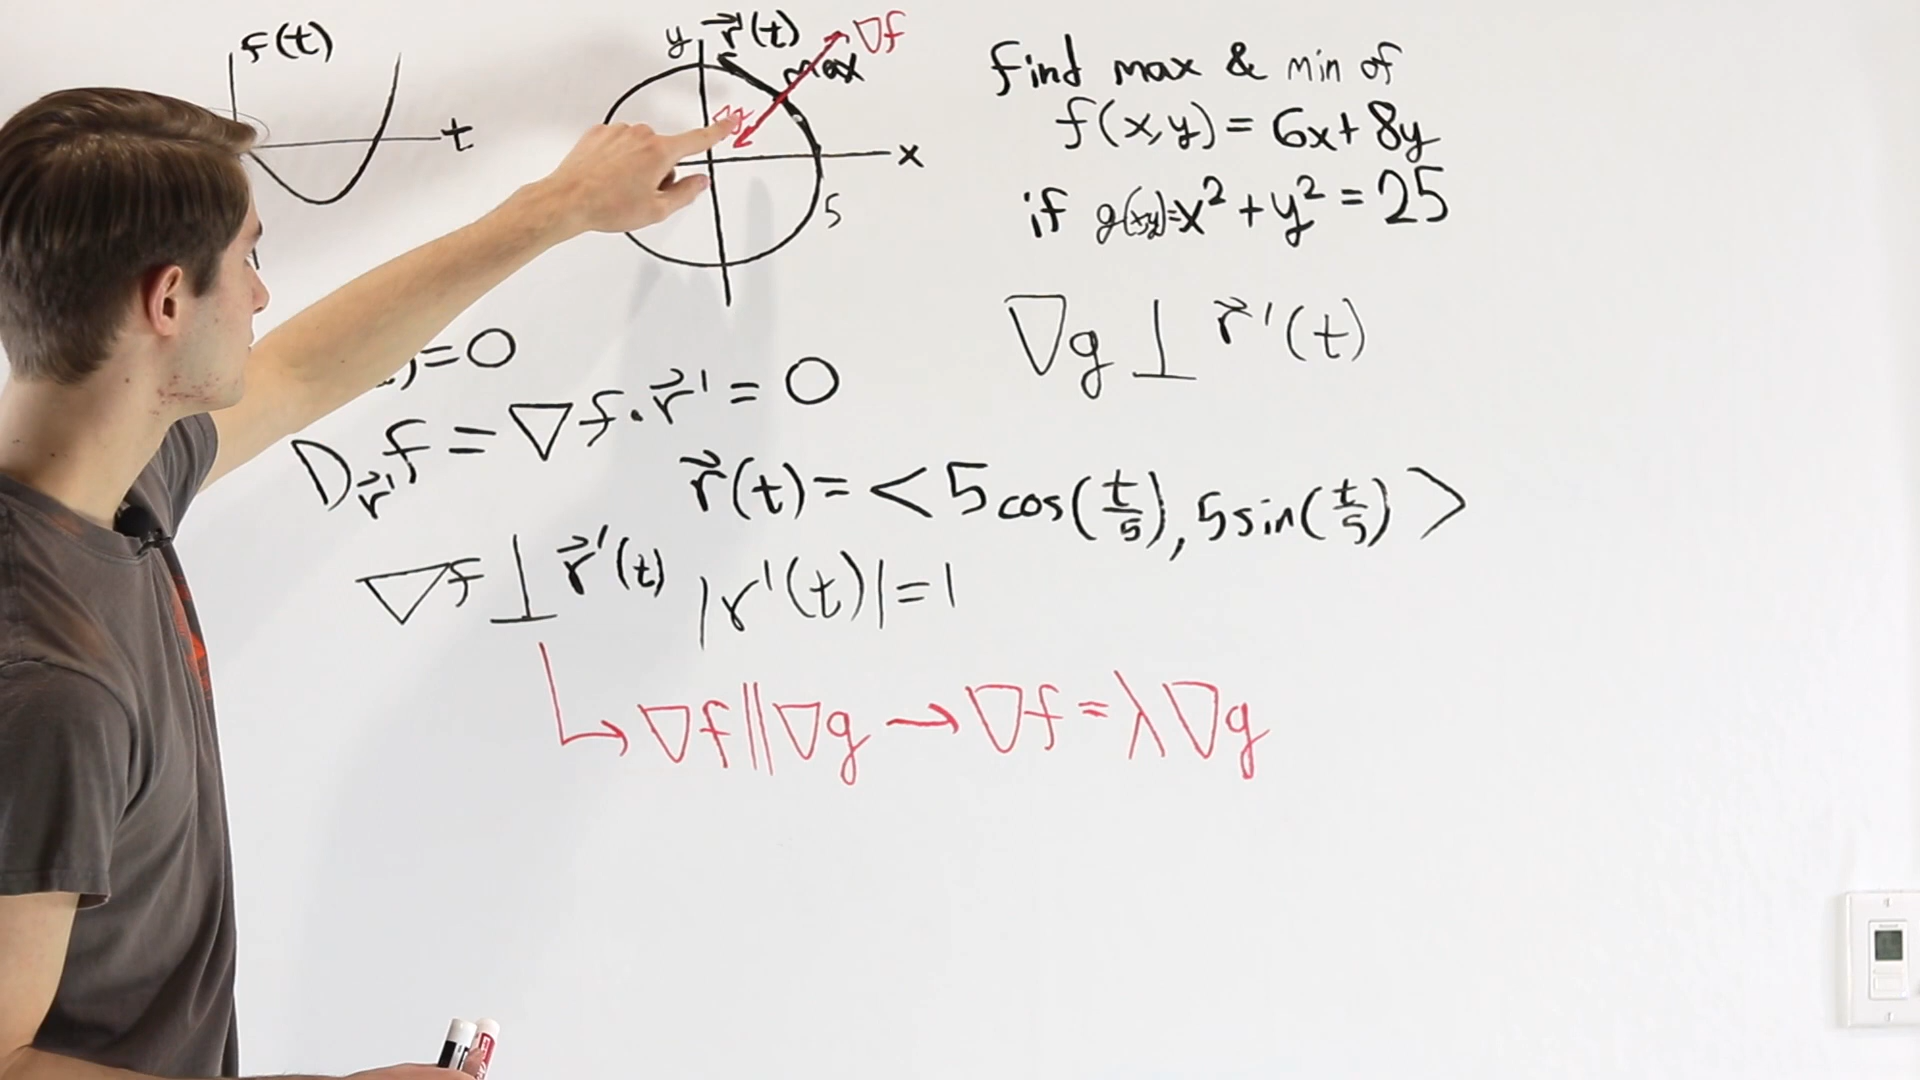 f(t)
t
y
r⃗'(t)
max
∇f
∇g
x
5
find max & min of
f(x,y) = 6x + 8y
if g(x,y)= x² + y² = 25
∇g ⊥ r⃗'(t)
)=0
D_r⃗' f = ∇f · r⃗' = 0
r⃗(t) = <5cos(t/5), 5sin(t/5)>
∇f ⊥ r⃗'(t) |r'(t)| = 1
↳ ∇f ∥ ∇g → ∇f = λ∇g